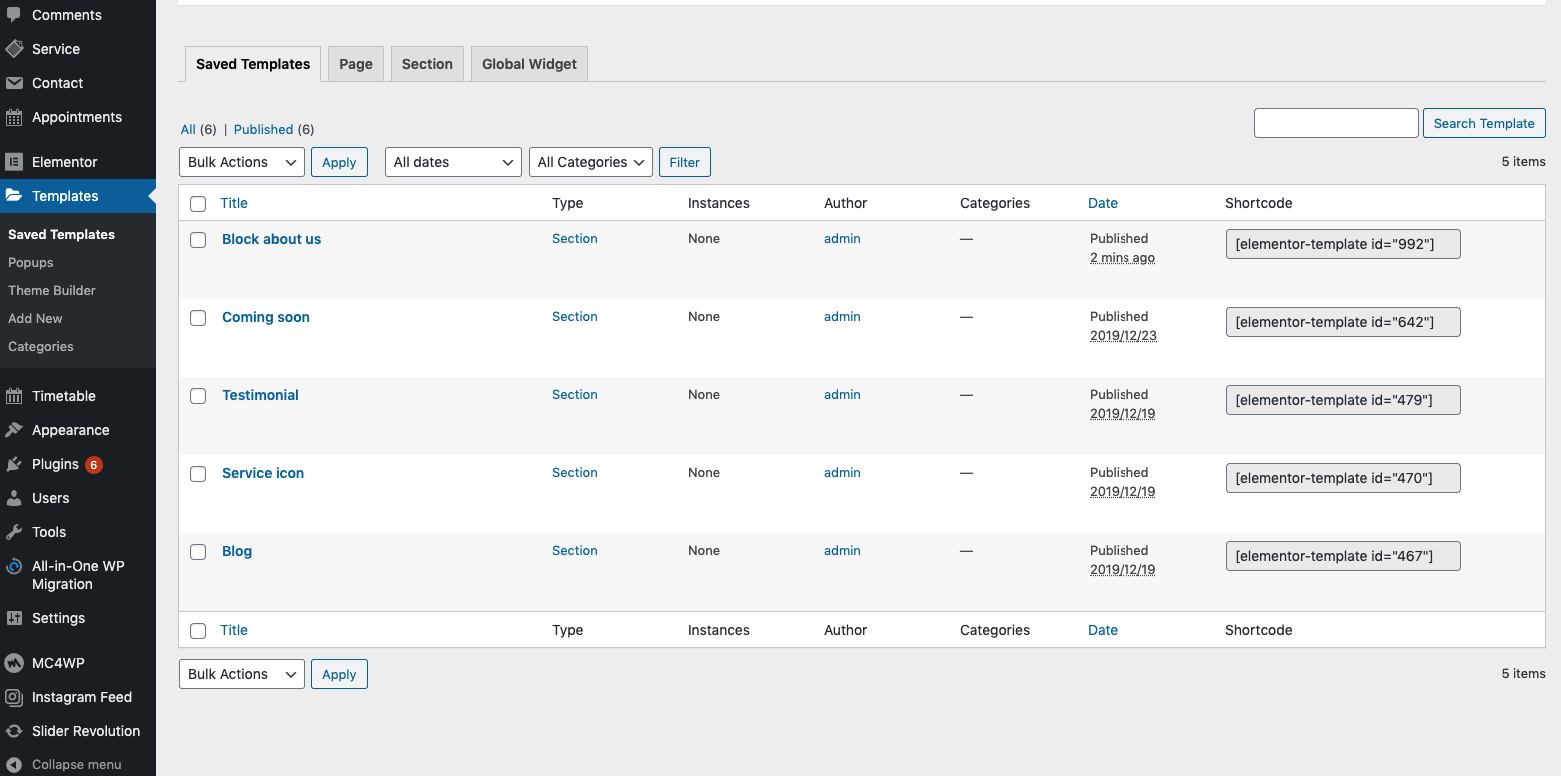 Comments
Service
Contact
Appointments
Elementor
Templates
Saved Templates
Popups
Theme Builder
Add New
Categories
Timetable
Appearance
Plugins 6
Users
Tools
All-in-One WP
Migration
Settings
MC4WP
Instagram Feed
Slider Revolution
Collapse menu
Saved Templates Page Section Global Widget
All (6) | Published (6)
Search Template
Bulk Actions Apply All dates All Categories Filter 5 items
Title Type Instances Author Categories Date Shortcode
Block about us Section None admin — Published [elementor-template id="992"]
2 mins ago
Coming soon Section None admin — Published [elementor-template id="642"]
2019/12/23
Testimonial Section None admin — Published [elementor-template id="479"]
2019/12/19
Service icon Section None admin — Published [elementor-template id="470"]
2019/12/19
Blog Section None admin — Published [elementor-template id="467"]
2019/12/19
Title Type Instances Author Categories Date Shortcode
Bulk Actions Apply 5 items